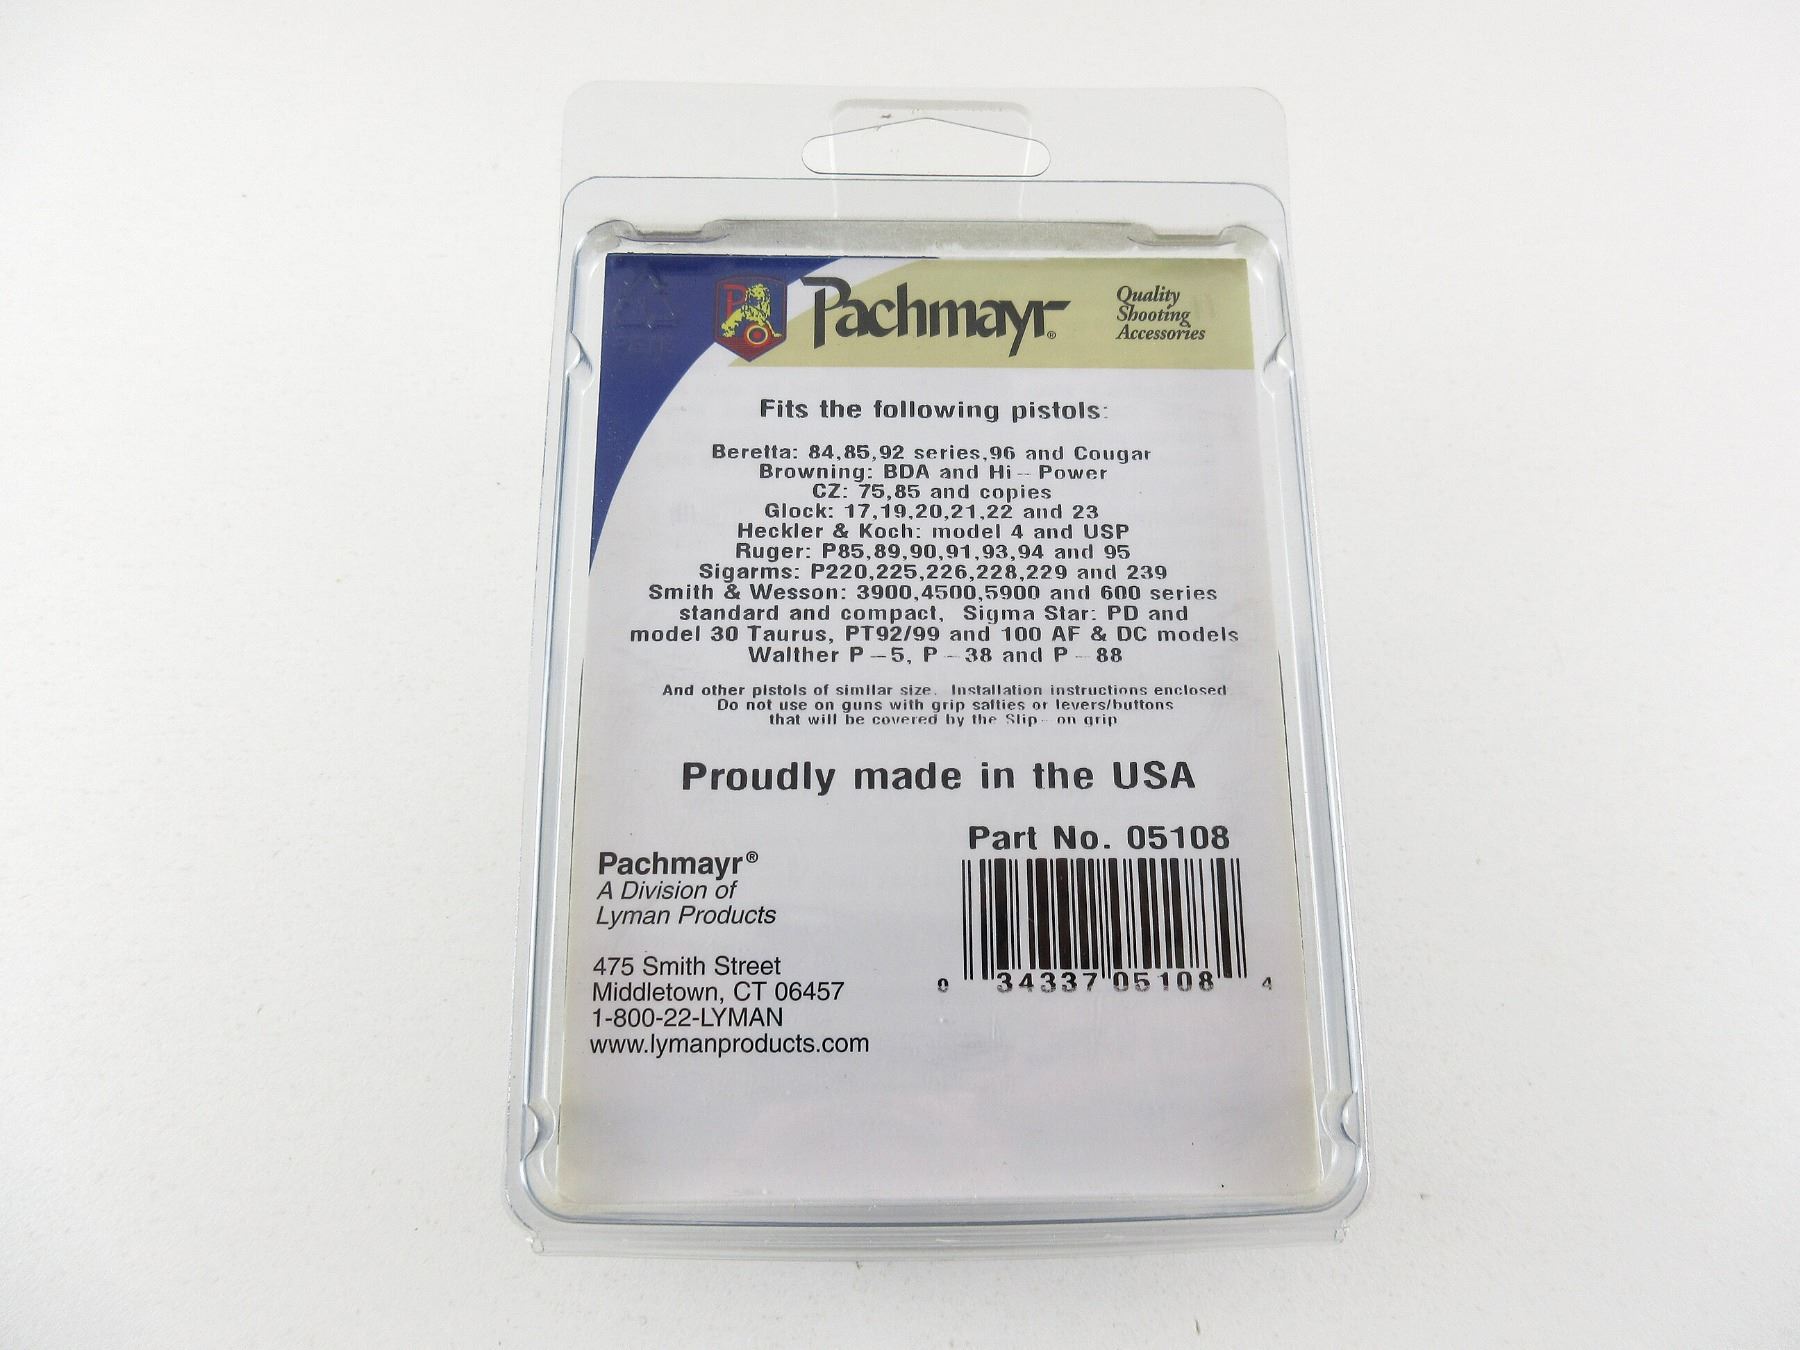 Pachmayr®
Quality
Shooting
Accessories
Fits the following pistols:
Beretta: 84,85,92 series,96 and Cougar
Browning: BDA and Hi – Power
CZ: 75,85 and copies
Glock: 17,19,20,21,22 and 23
Heckler & Koch: model 4 and USP
Ruger: P85,89,90,91,93,94 and 95
Sigarms: P220,225,226,228,229 and 239
Smith & Wesson: 3900,4500,5900 and 600 series
standard and compact, Sigma Star: PD and
model 30 Taurus, PT92/99 and 100 AF & DC models
Walther P – 5, P – 38 and P – 88
And other pistols of similar size. Installation instructions enclosed
Do not use on guns with grip safties or levers/buttons
that will be covered by the Slip – on grip
Proudly made in the USA
Part No. 05108
Pachmayr®
A Division of
Lyman Products
475 Smith Street
Middletown, CT 06457
1-800-22-LYMAN
www.lymanproducts.com
0 34337 05108 4